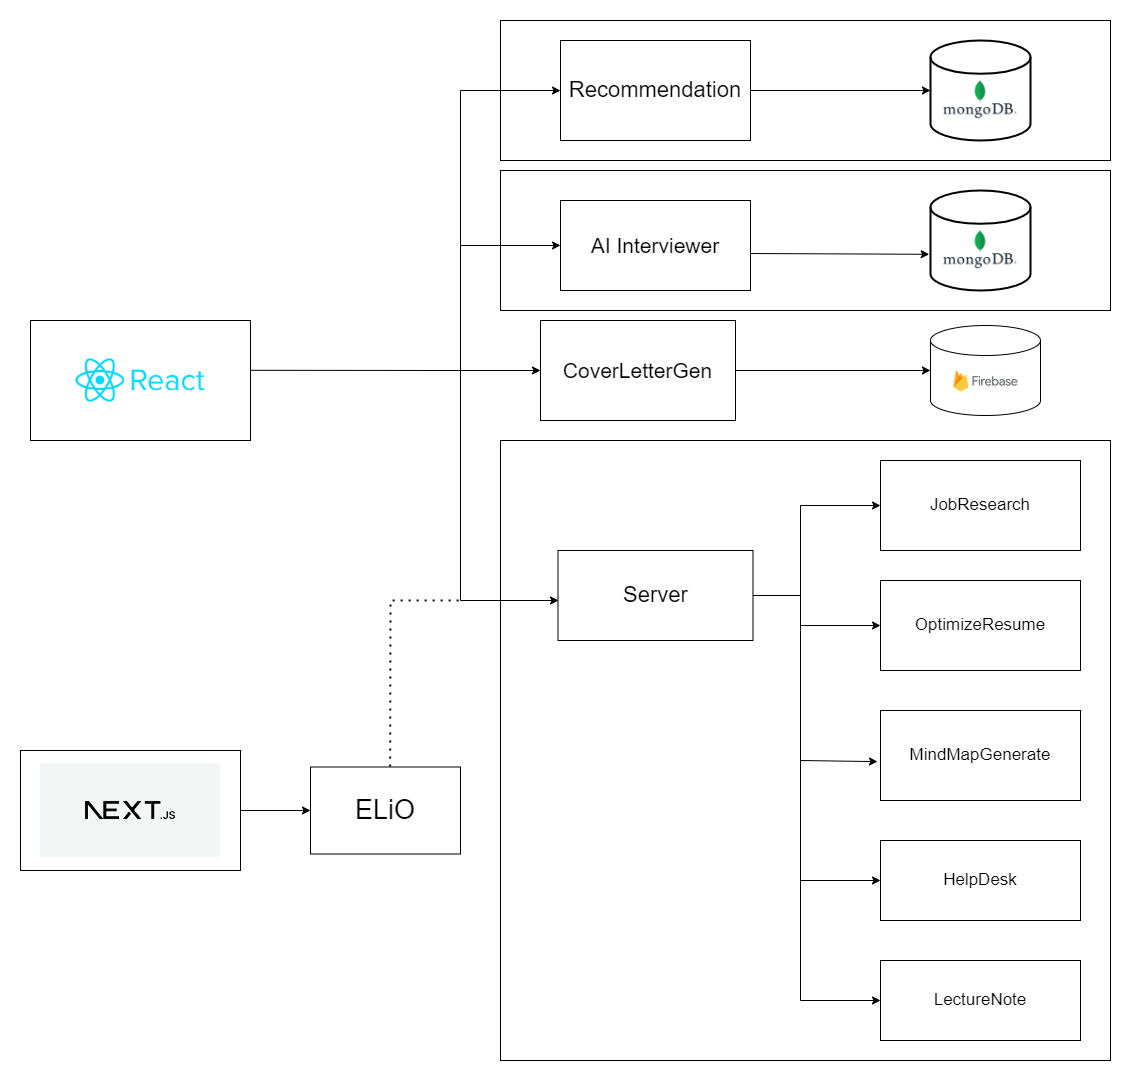 Recommendation
mongoDB.
AI Interviewer
mongoDB.
React
CoverLetterGen
Firebase
JobResearch
Server
OptimizeResume
MindMapGenerate
NEXT.JS
ELiO
HelpDesk
LectureNote